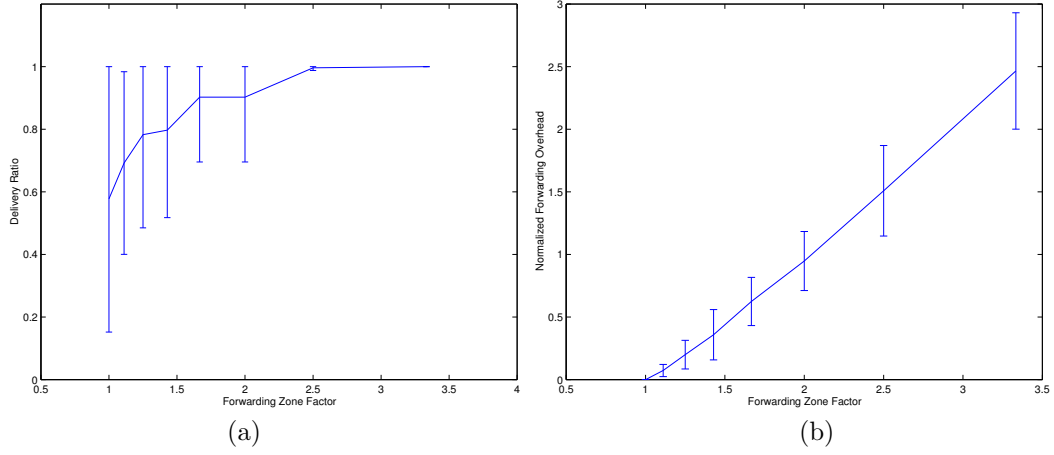 1
0.8
0.6
0.4
0.2
0
Delivery Ratio
0.5 1 1.5 2 2.5 3 3.5 4
Forwarding Zone Factor
(a)
3
2.5
2
1.5
1
0.5
0
Normalized Forwarding Overhead
0.5 1 1.5 2 2.5 3 3.5
Forwarding Zone Factor
(b)